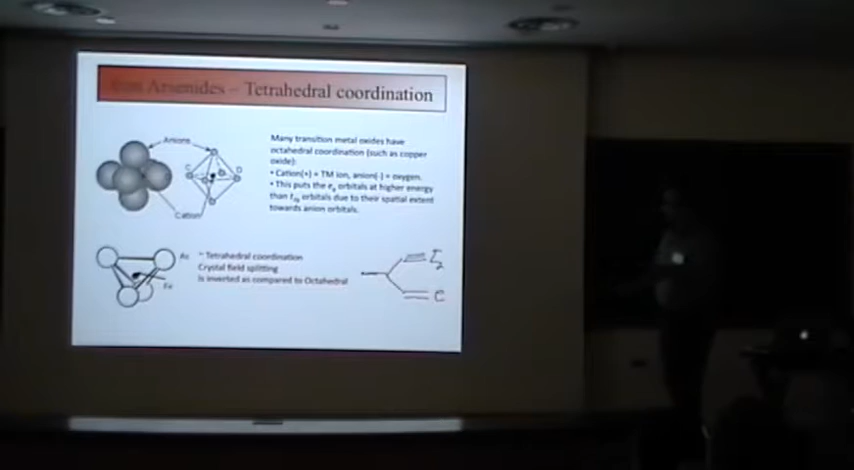 Iron Arsenides – Tetrahedral coordination
Anions
Many transition metal oxides have
octahedral coordination (such as copper
oxide):
• Cation(+) = TM ion, anion(-) = oxygen.
• This puts the eg orbitals at higher energy
than t2g orbitals due to their spatial extent
towards anion orbitals.
Cation
As
Tetrahedral coordination
Crystal field splitting
is inverted as compared to Octahedral
Fe